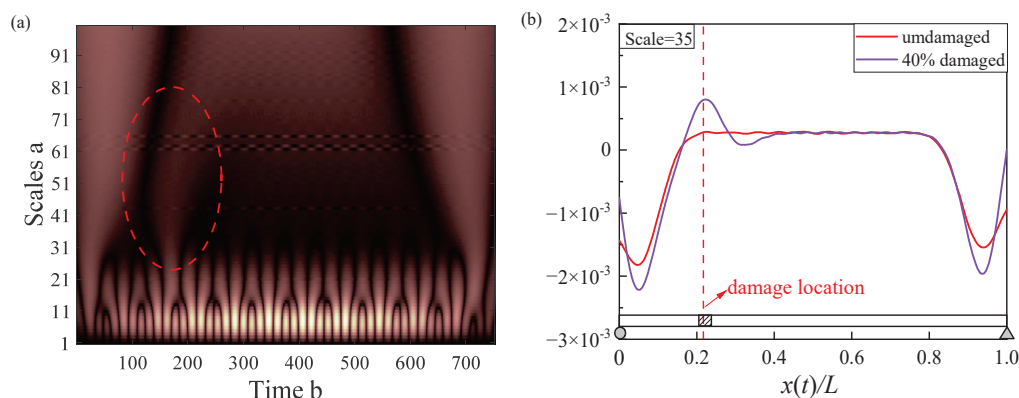 (a)
91
81
71
61
51
41
31
21
11
1
Scales a
100 200 300 400 500 600 700
Time b
(b)
2×10⁻³
1×10⁻³
0
−1×10⁻³
−2×10⁻³
−3×10⁻³
Scale=35
umdamaged
40% damaged
damage location
0 0.2 0.4 0.6 0.8 1.0
x(t)/L